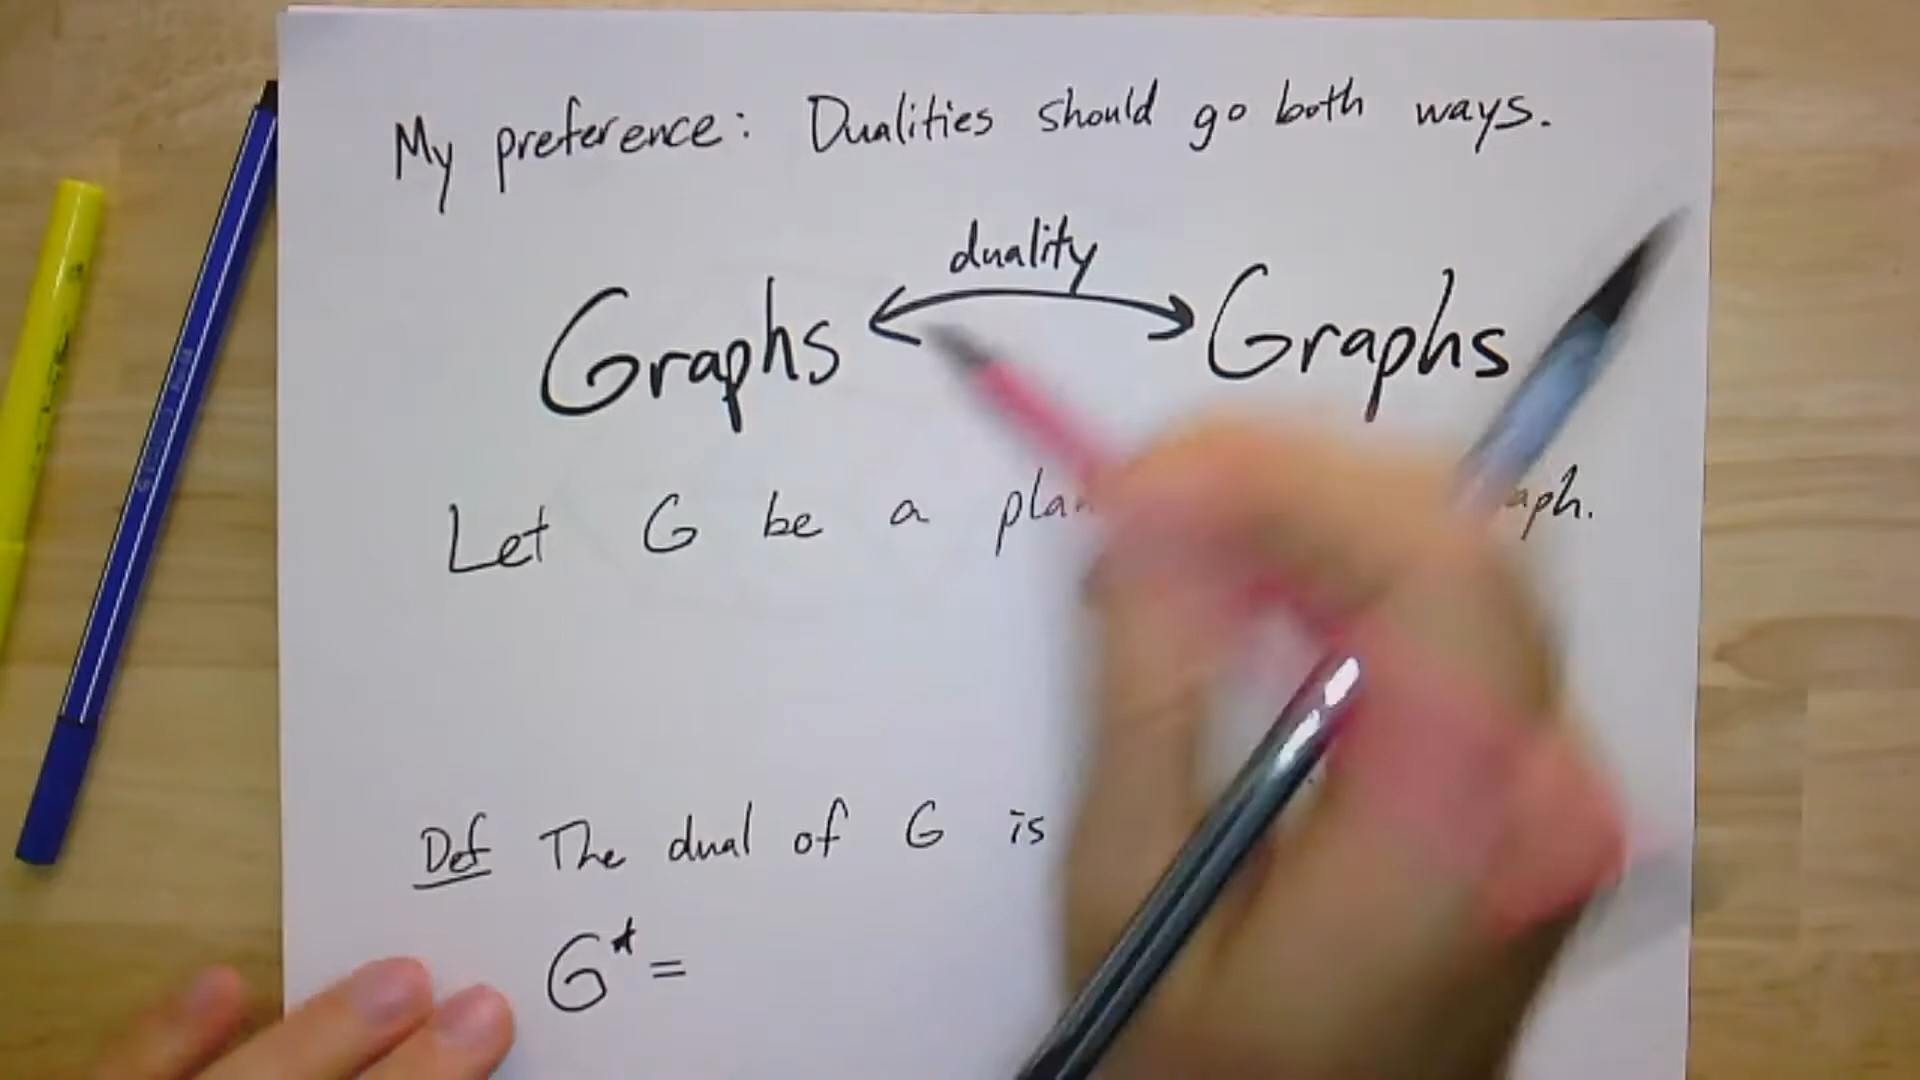 My preference: Dualities should go both ways.
duality
Graphs Graphs
Let G be a
Def The dual of G is
G* =